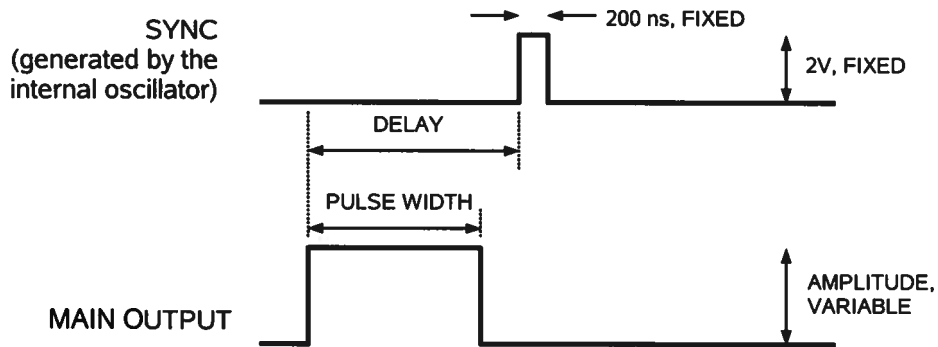 SYNC
(generated by the
internal oscillator)
200 ns, FIXED
2V, FIXED
DELAY
PULSE WIDTH
AMPLITUDE,
VARIABLE
MAIN OUTPUT